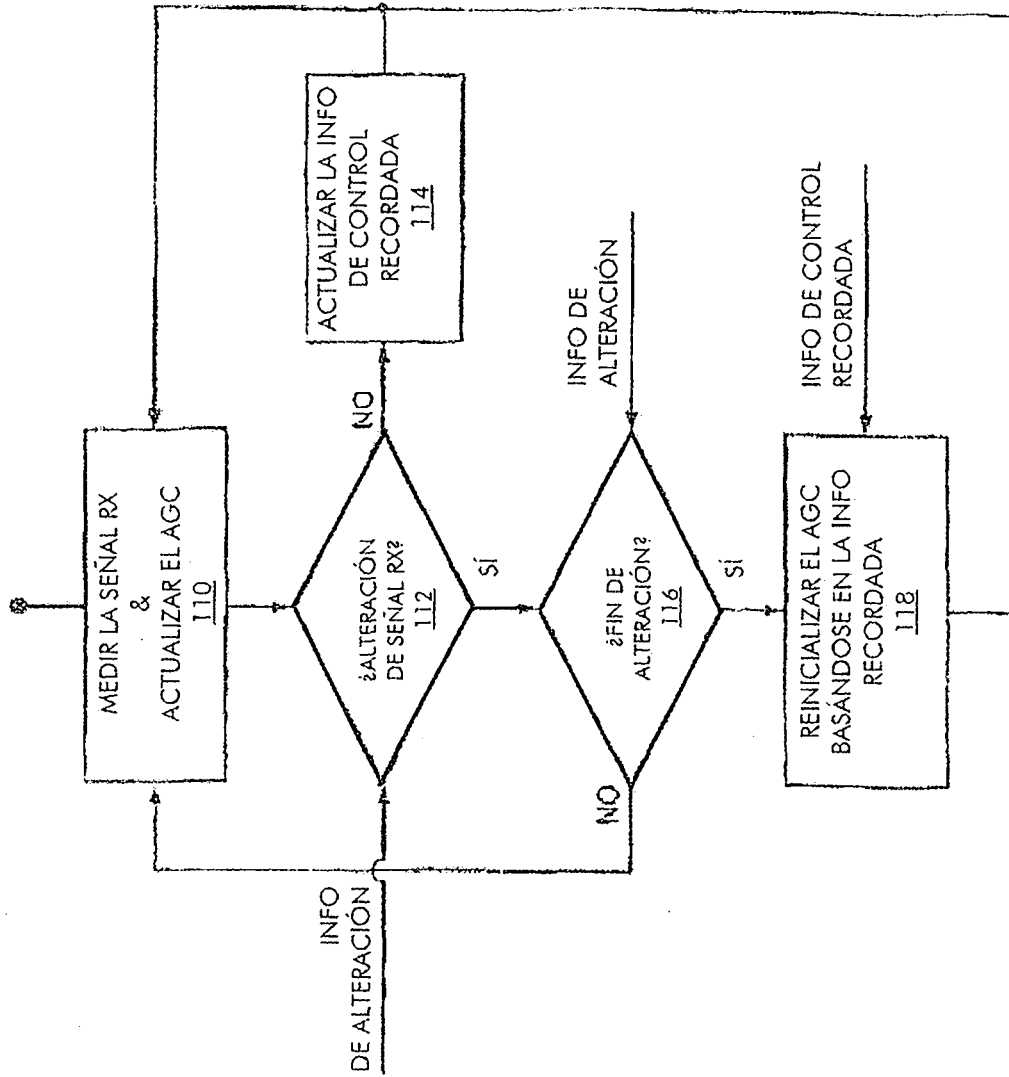 MEDIR LA SEÑAL RX
&
ACTUALIZAR EL AGC
110
INFO
DE ALTERACIÓN
¿ALTERACIÓN
DE SEÑAL RX?
112
NO
SÍ
ACTUALIZAR LA INFO
DE CONTROL
RECORDADA
114
INFO DE
ALTERACIÓN
¿FIN DE
ALTERACIÓN?
116
NO
SÍ
INFO DE CONTROL
RECORDADA
REINICIALIZAR EL AGC
BASÁNDOSE EN LA INFO
RECORDADA
118